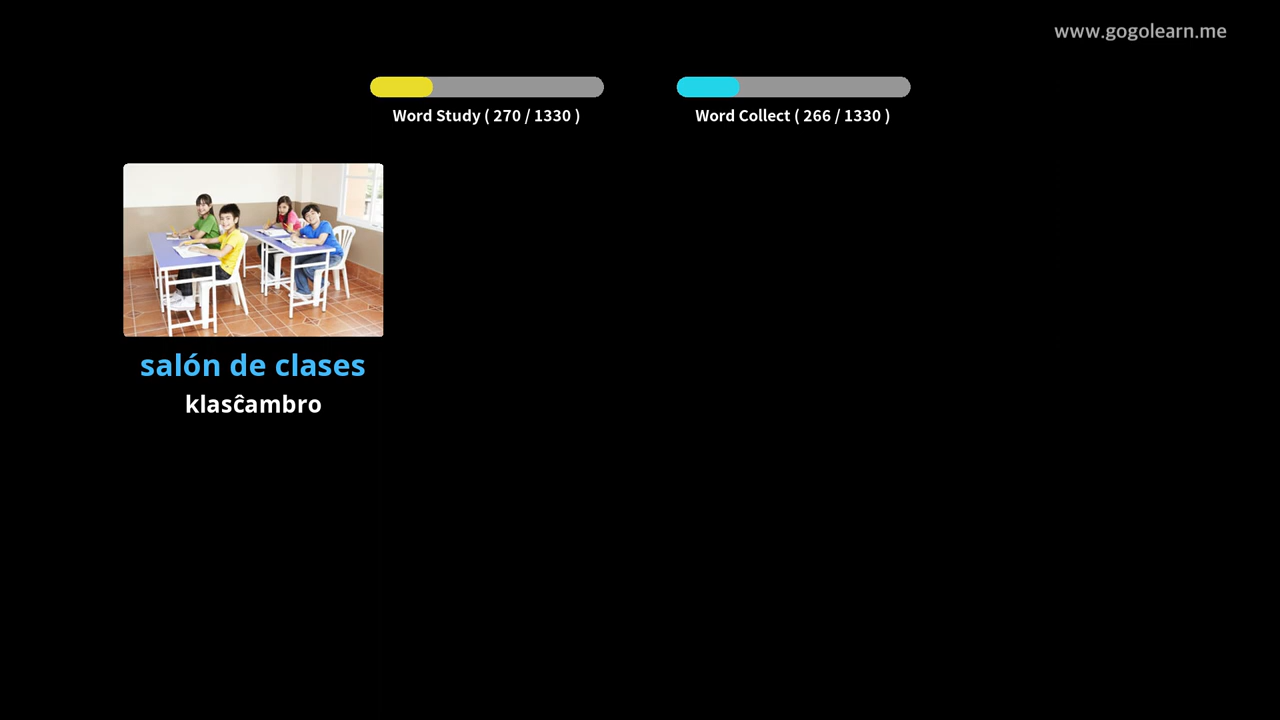 www.gogolearn.me
Word Study ( 270 / 1330 )
Word Collect ( 266 / 1330 )
salón de clases
klasĉambro